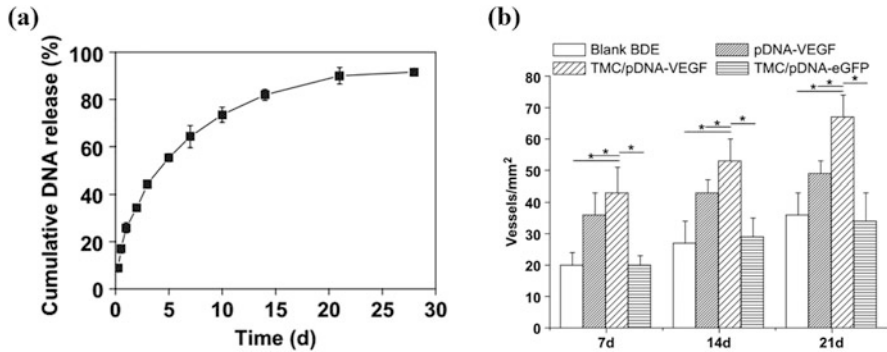 (a)
100
80
60
40
20
0
Cumulative DNA release (%)
0 5 10 15 20 25 30
Time (d)
(b)
Blank BDE pDNA-VEGF
TMC/pDNA-VEGF TMC/pDNA-eGFP
80
70
60
50
40
30
20
10
0
Vessels/mm²
* * *
* * *
* * *
7d 14d 21d